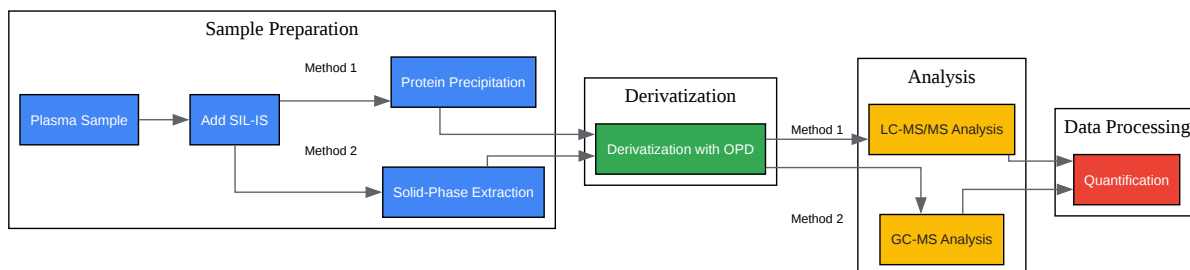 Sample Preparation
Plasma Sample
Add SIL-IS
Method 1
Protein Precipitation
Method 2
Solid-Phase Extraction
Derivatization
Derivatization with OPD
Method 1
Method 2
Analysis
LC-MS/MS Analysis
GC-MS Analysis
Data Processing
Quantification